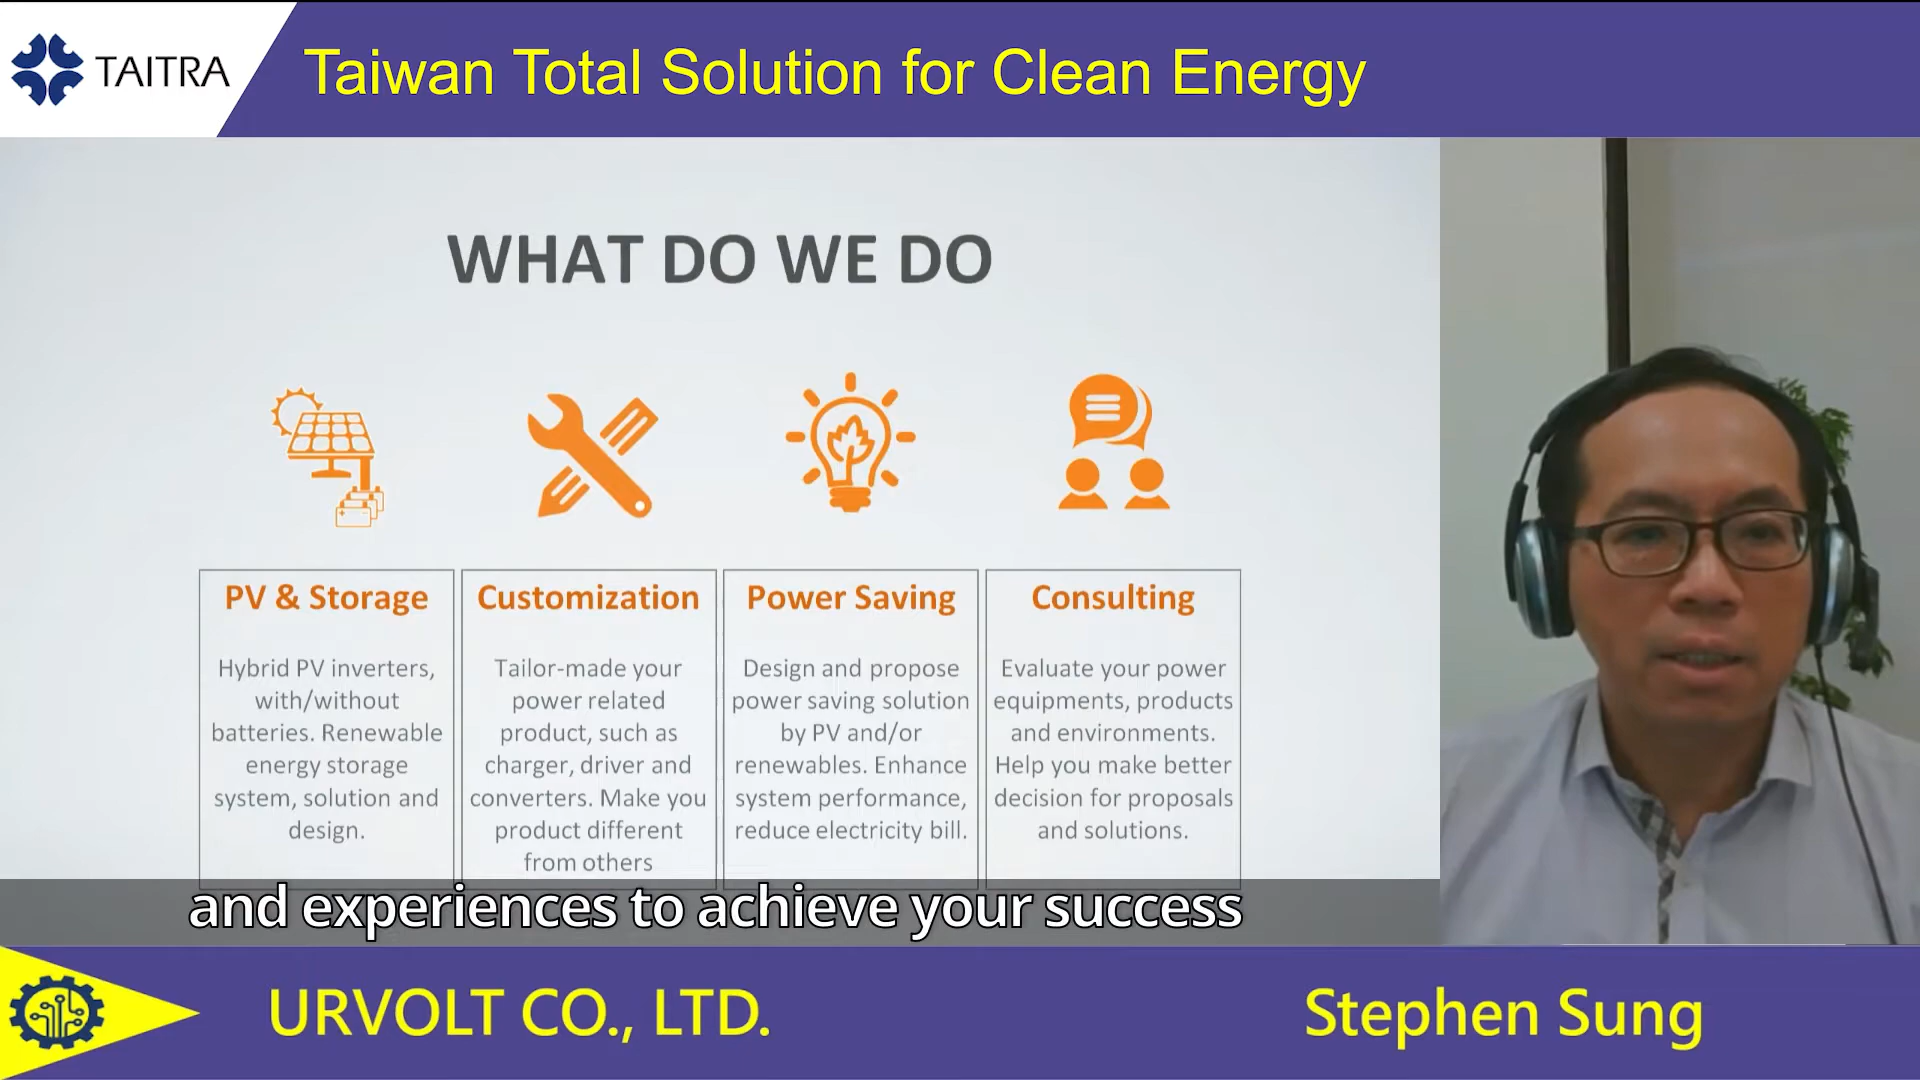 TAITRA
Taiwan Total Solution for Clean Energy
WHAT DO WE DO
PV & Storage
Hybrid PV inverters,
with/without
batteries. Renewable
energy storage
system, solution and
design.
Customization
Tailor-made your
power related
product, such as
charger, driver and
converters. Make you
product different
from others
Power Saving
Design and propose
power saving solution
by PV and/or
renewables. Enhance
system performance,
reduce electricity bill.
Consulting
Evaluate your power
equipments, products
and environments.
Help you make better
decision for proposals
and solutions.
and experiences to achieve your success
URVOLT CO., LTD.
Stephen Sung